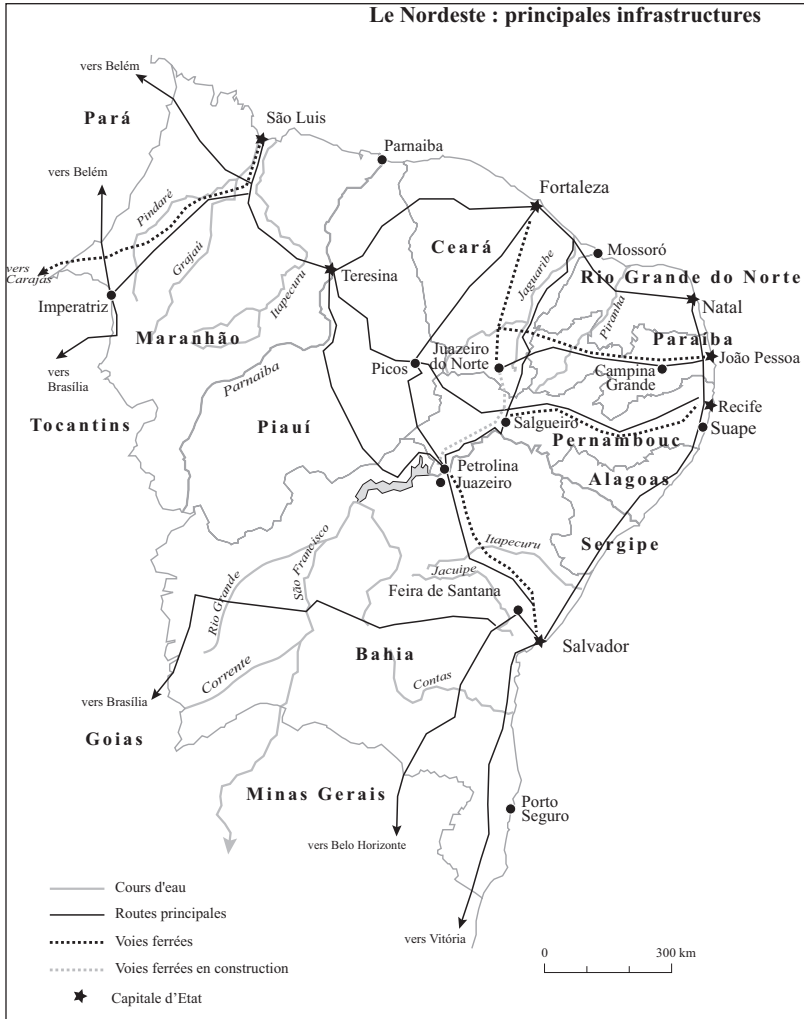 Le Nordeste : principales infrastructures
vers Belém
Pará
São Luis
Parnaiba
vers Belém
Pindaré
Fortaleza
Grajaú
Ceará
Mossoró
vers
Carajás
Jaguaribe
Rio Grande do Norte
Imperatriz
Itapecuru
Teresina
Piranha
Natal
Maranhão
Paraíba
Juazeiro
do Norte
João Pessoa
vers
Brasília
Picos
Campina
Grande
Parnaiba
Recife
Tocantins
Piauí
Salgueiro
Suape
Pernambouc
Petrolina
Alagoas
Juazeiro
São Francisco
Itapecuru
Sergipe
Rio Grande
Jacuipe
Feira de Santana
Salvador
Bahia
Corrente
Contas
vers Brasília
Goias
Minas Gerais
Porto
Seguro
vers Belo Horizonte
Cours d'eau
Routes principales
vers Vitória
Voies ferrées
0 300 km
Voies ferrées en construction
Capitale d'Etat